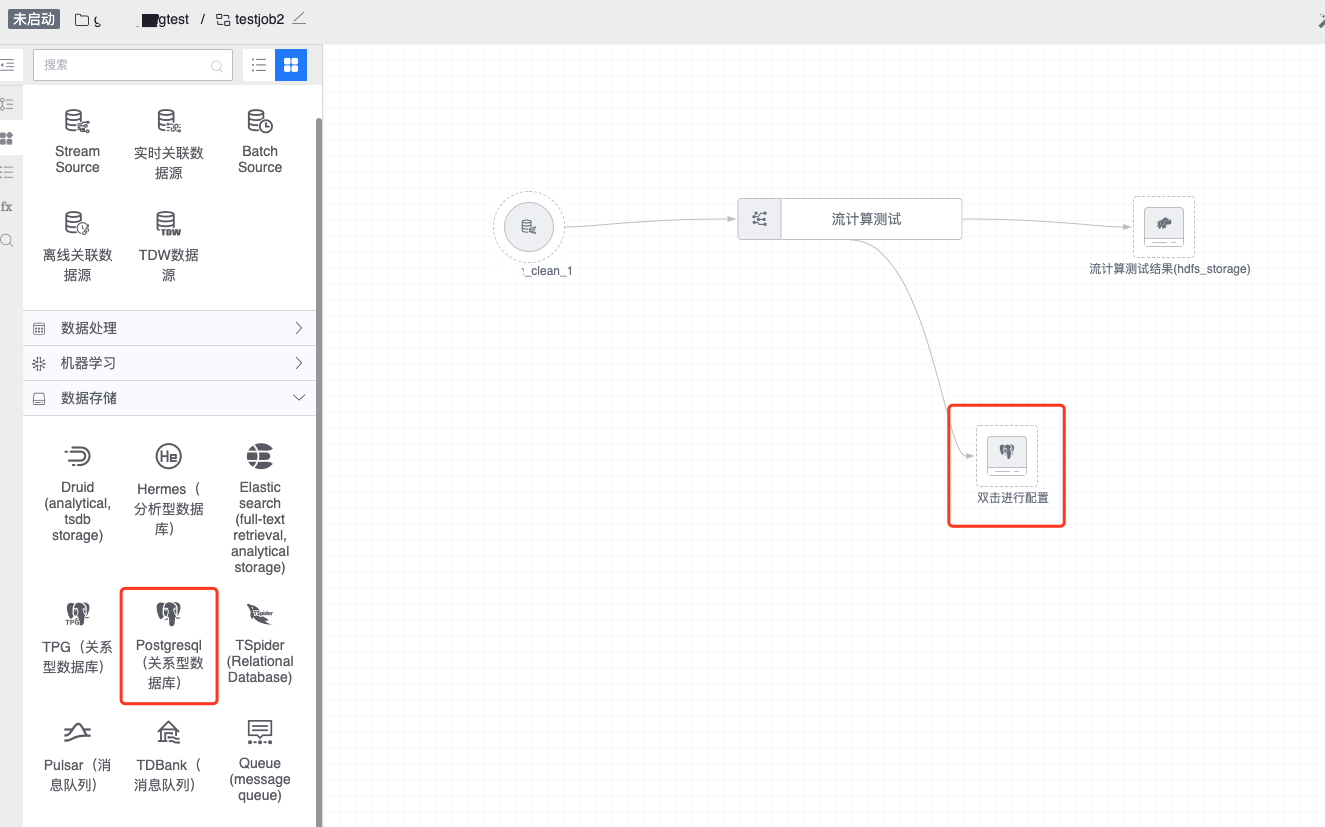 未启动
gtest / testjob2
搜索
Stream
Source
实时关联数
据源
Batch
Source
离线关联数
据源
TDW
TDW数据
源
数据处理
机器学习
数据存储
Druid
(analytical,
tsdb
storage)
He
Hermes（
分析型数据
库）
Elastic
search
(full-text
retrieval,
analytical
storage)
TPG
TPG（关系
型数据库）
Postgresql
（关系型数
据库）
TSpider
TSpider
(Relational
Database)
Pulsar（消
息队列）
TDBank（
消息队列）
Queue
(message
queue)
fx
_clean_1
流计算测试
流计算测试结果(hdfs_storage)
双击进行配置